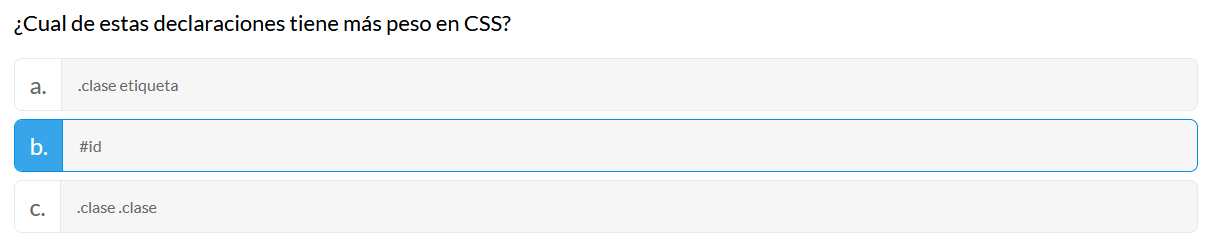 ¿Cual de estas declaraciones tiene más peso en CSS?
a. .clase etiqueta
b. #id
c. .clase .clase